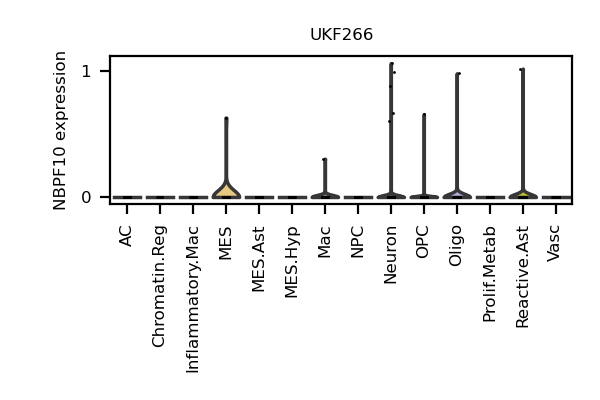 UKF266
NBPF10 expression
1
0
AC
Chromatin.Reg
Inflammatory.Mac
MES
MES.Ast
MES.Hyp
Mac
NPC
Neuron
OPC
Oligo
Prolif.Metab
Reactive.Ast
Vasc